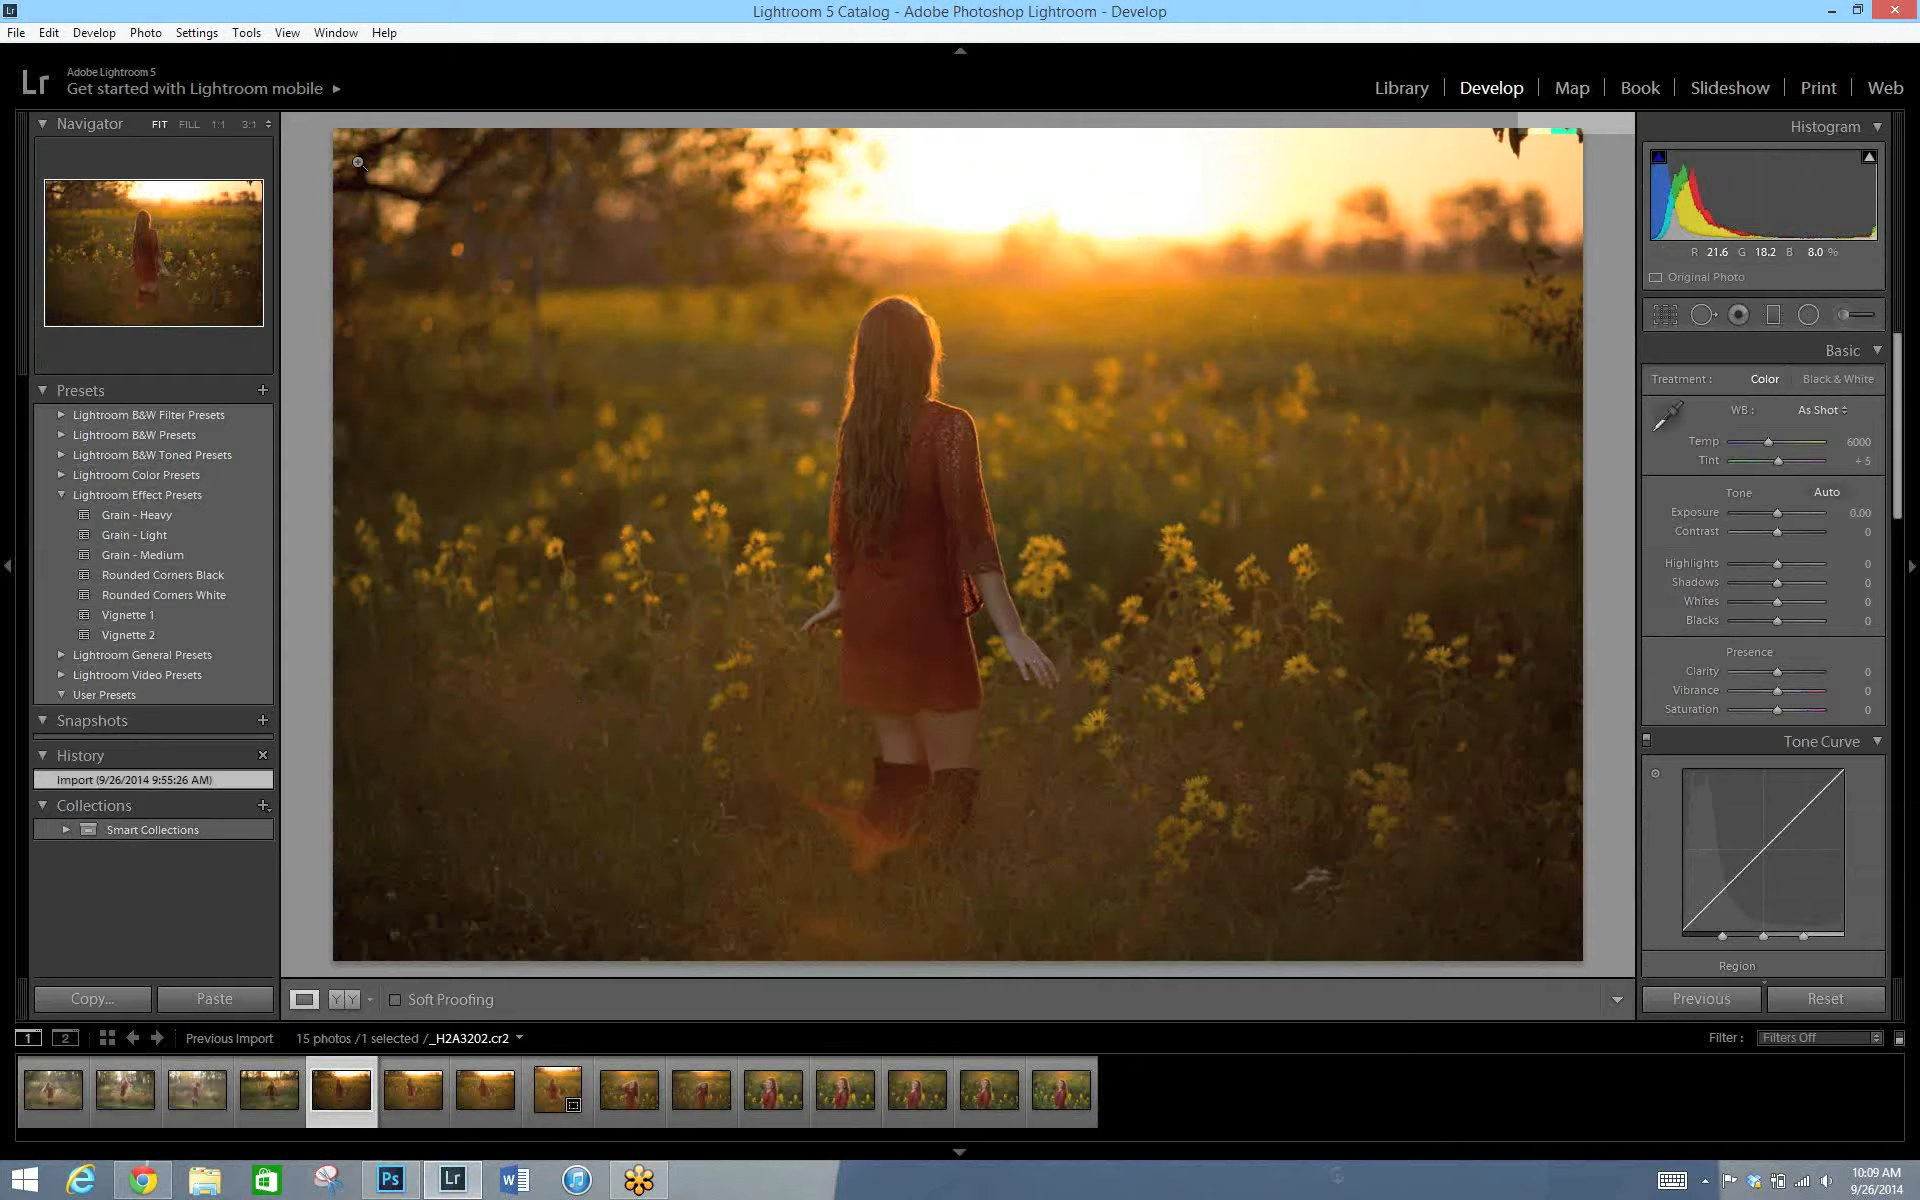 Lr
Lightroom 5 Catalog - Adobe Photoshop Lightroom - Develop
File Edit Develop Photo Settings Tools View Window Help
Lr
Adobe Lightroom 5
Get started with Lightroom mobile
Library Develop Map Book Slideshow Print Web
Navigator FIT FILL 1:1 3:1
Presets
Lightroom B&W Filter Presets
Lightroom B&W Presets
Lightroom B&W Toned Presets
Lightroom Color Presets
Lightroom Effect Presets
Grain - Heavy
Grain - Light
Grain - Medium
Rounded Corners Black
Rounded Corners White
Vignette 1
Vignette 2
Lightroom General Presets
Lightroom Video Presets
User Presets
Snapshots
History
Import (9/26/2014 9:55:26 AM)
Collections
Smart Collections
Copy... Paste
YY Soft Proofing
Histogram
R 21.6 G 18.2 B 8.0 %
Original Photo
Basic
Treatment : Color Black & White
WB : As Shot
Temp 6000
Tint + 5
Tone Auto
Exposure 0.00
Contrast 0
Highlights 0
Shadows 0
Whites 0
Blacks 0
Presence
Clarity 0
Vibrance 0
Saturation 0
Tone Curve
Region
Previous Reset
1 2 Previous Import 15 photos /1 selected /_H2A3202.cr2 Filter : Filters Off
Ps Lr W
10:09 AM
9/26/2014